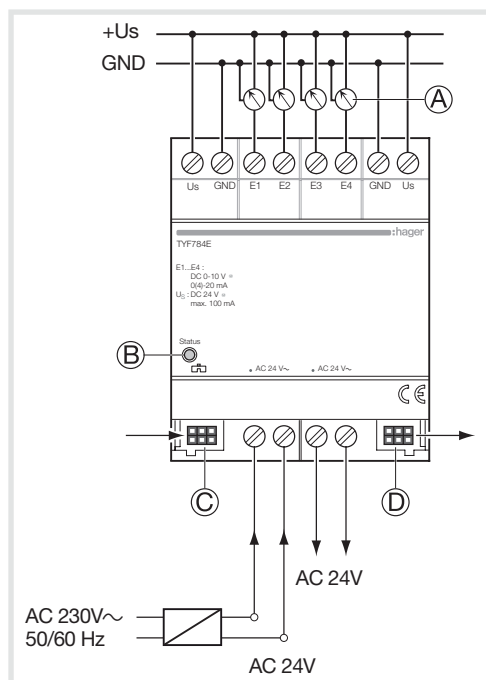 +Us
GND
A
Us GND E1 E2 E3 E4 GND Us
:hager
TYF784E
E1...E4 :
DC 0-10 V ⎓
0(4)-20 mA
US : DC 24 V ⎓
max. 100 mA
Status
B
• AC 24 V~ • AC 24 V~
CE
C
D
AC 24V
AC 230V~
50/60 Hz
AC 24V